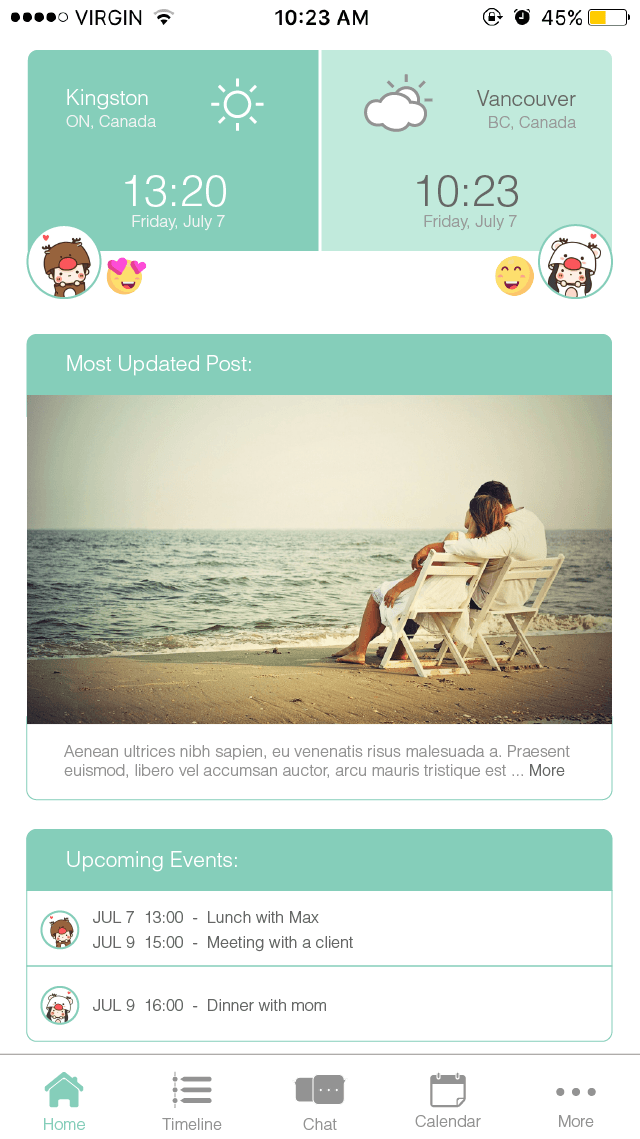 VIRGIN 10:23 AM 45%
Kingston
ON, Canada
13:20
Friday, July 7
Vancouver
BC, Canada
10:23
Friday, July 7
Most Updated Post:
Aenean ultrices nibh sapien, eu venenatis risus malesuada a. Praesent
euismod, libero vel accumsan auctor, arcu mauris tristique est ... More
Upcoming Events:
JUL 7 13:00 - Lunch with Max
JUL 9 15:00 - Meeting with a client
JUL 9 16:00 - Dinner with mom
Home Timeline Chat Calendar More